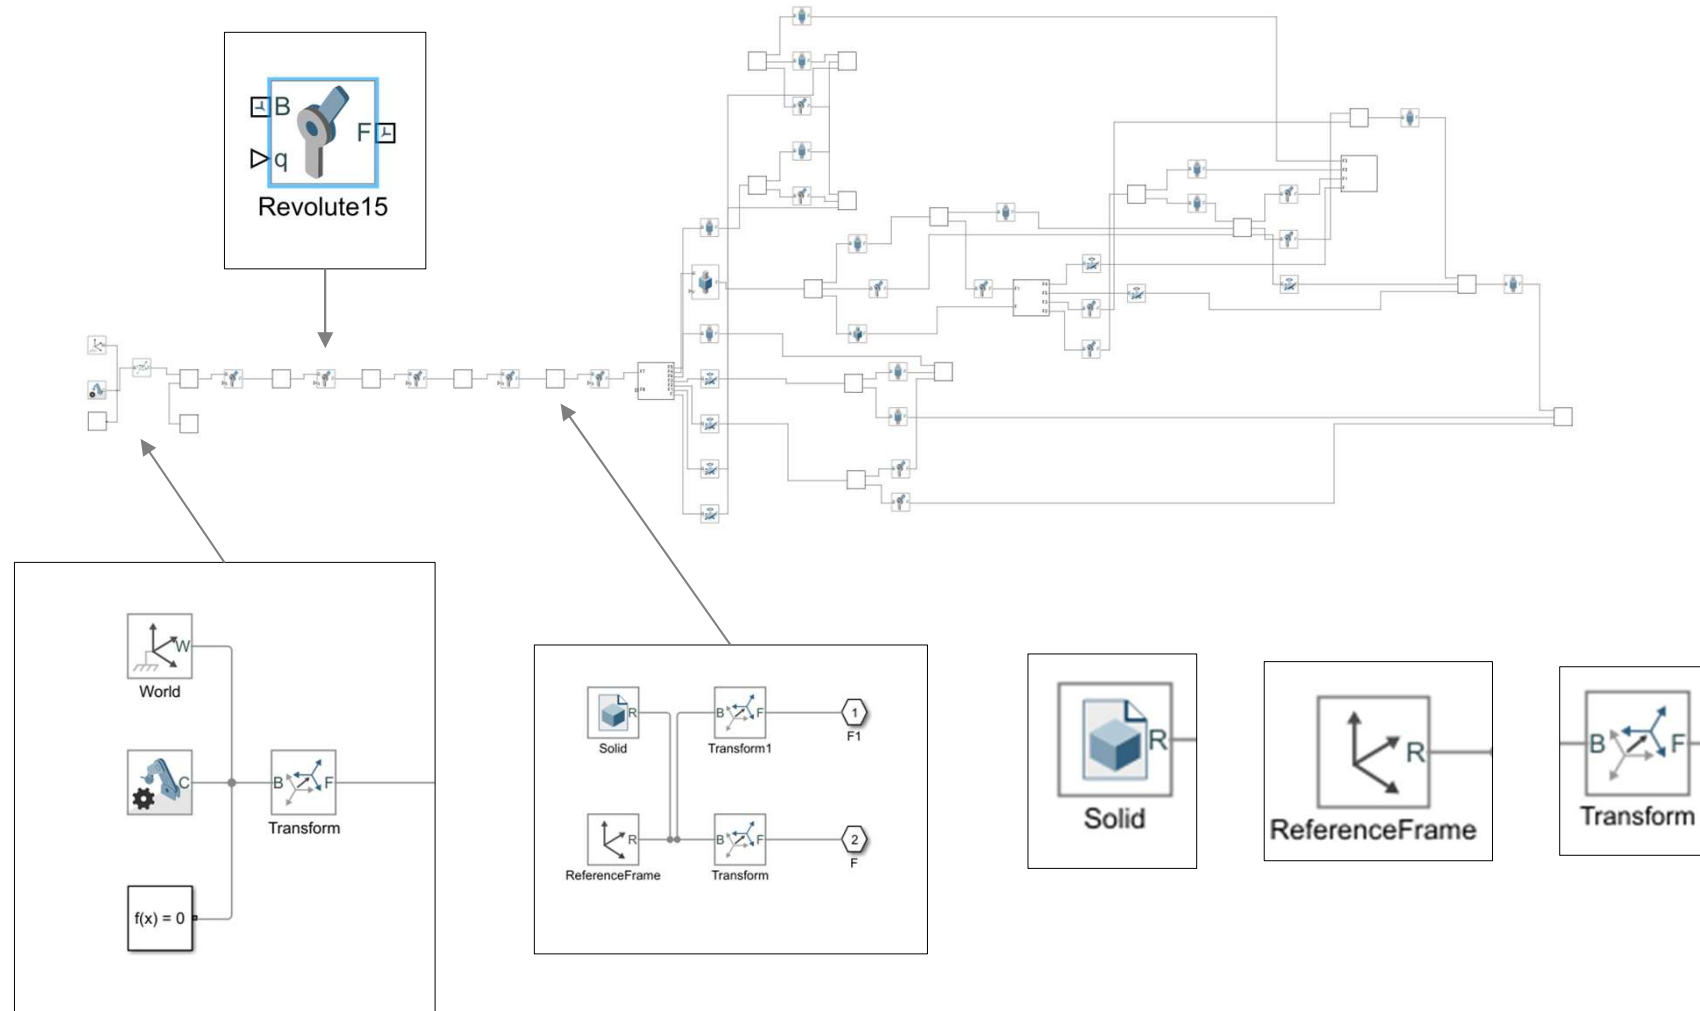 B
F
q
Revolute15
W
World
C
B
F
Transform
f(x) = 0
R
Solid
B
F
Transform1
1
F1
R
ReferenceFrame
B
F
Transform
2
F
R
Solid
R
ReferenceFrame
B
F
Transform